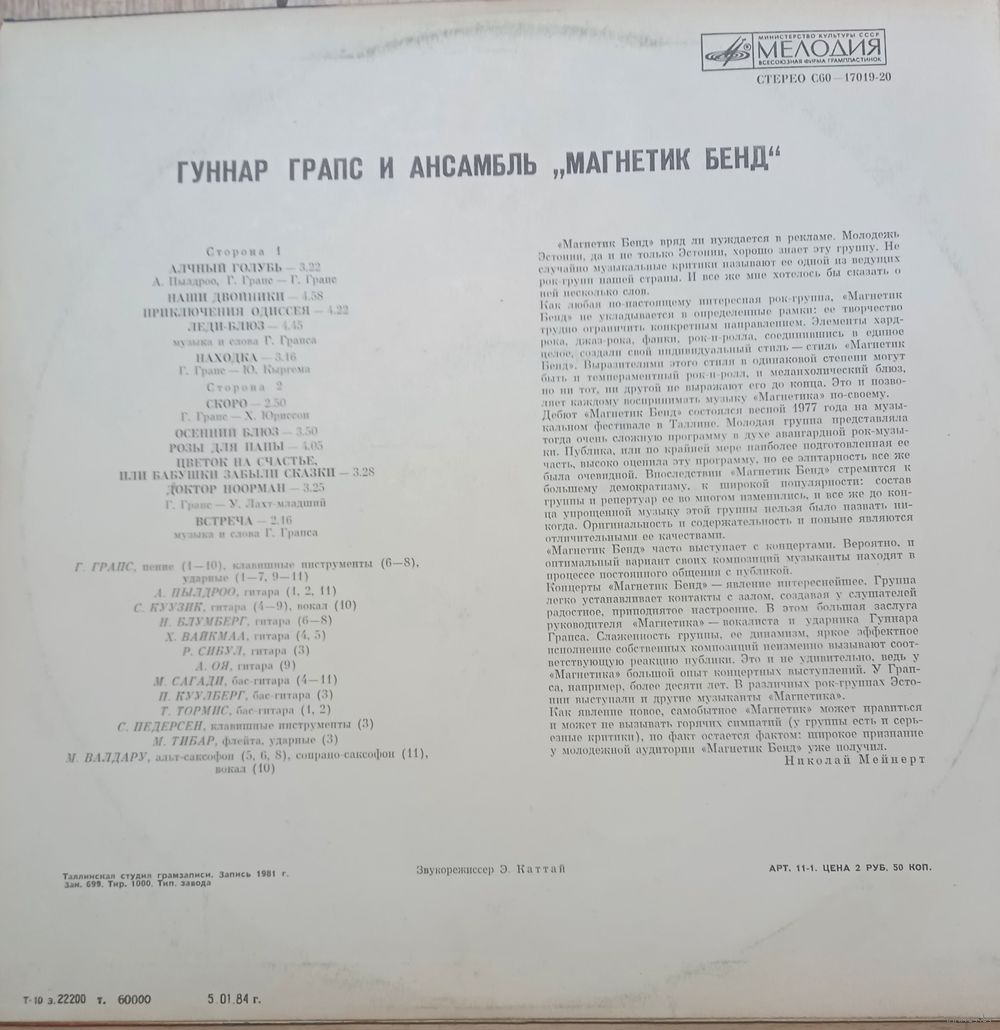 МИНИСТЕРСТВО КУЛЬТУРЫ СССР
МЕЛОДИЯ
ВСЕСОЮЗНАЯ ФИРМА ГРАМПЛАСТИНОК
СТЕРЕО С60—17019-20
ГУННАР ГРАПС И АНСАМБЛЬ „МАГНЕТИК БЕНД“
Сторона 1
АЛЧНЫЙ ГОЛУБЬ — 3.22
А. Пылдроо, Г. Грапс — Г. Грапс
НАШИ ДВОЙНИКИ — 4.58
ПРИКЛЮЧЕНИЯ ОДИССЕЯ — 4.22
ЛЕДИ-БЛЮЗ — 4.45
музыка и слова Г. Грапса
НАХОДКА — 3.16
Г. Грапс — Ю. Кыргема
Сторона 2
СКОРО — 2.50
Г. Грапс — Х. Юриссон
ОСЕННИЙ БЛЮЗ — 3.50
РОЗЫ ДЛЯ ПАПЫ — 4.05
ЦВЕТОК НА СЧАСТЬЕ,
ИЛИ БАБУШКИ ЗАБЫЛИ СКАЗКИ — 3.28
ДОКТОР НООРМАН — 3.25
Г. Грапс — У. Лахт-младший
ВСТРЕЧА — 2.16
музыка и слова Г. Грапса
Г. ГРАПС, пение (1—10), клавишные инструменты (6—8),
ударные (1—7, 9—11)
А. ПЫЛДРОО, гитара (1, 2, 11)
С. КУУЗИК, гитара (4—9), вокал (10)
Н. БЛУМБЕРГ, гитара (6—8)
Х. ВАЙКМАА, гитара (4, 5)
Р. СИБУЛ, гитара (3)
А. ОЯ, гитара (9)
М. САГАДИ, бас-гитара (4—11)
П. КУУЛБЕРГ, бас-гитара (3)
Т. ТОРМИС, бас-гитара (1, 2)
С. ПЕДЕРСЕН, клавишные инструменты (3)
М. ТИБАР, флейта, ударные (3)
М. ВАЛДАРУ, альт-саксофон (5, 6, 8), сопрано-саксофон (11),
вокал (10)
«Магнетик Бенд» вряд ли нуждается в рекламе. Молодежь
Эстонии, да и не только Эстонии, хорошо знает эту группу. Не
случайно музыкальные критики называют ее одной из ведущих
рок-групп нашей страны. И все же мне хотелось бы сказать о
ней несколько слов.
Как любая по-настоящему интересная рок-группа, «Магнетик
Бенд» не укладывается в определенные рамки: ее творчество
трудно ограничить конкретным направлением. Элементы хард-
рока, джаз-рока, фанки, рок-н-ролла, соединившись в единое
целое, создали свой индивидуальный стиль — стиль «Магнетик
Бенд». Выразителями этого стиля в одинаковой степени могут
быть и темпераментный рок-н-ролл, и меланхолический блюз,
но ни тот, ни другой не выражают его до конца. Это и позво-
ляет каждому воспринимать музыку «Магнетика» по-своему.
Дебют «Магнетик Бенд» состоялся весной 1977 года на музы-
кальном фестивале в Таллине. Молодая группа представляла
тогда очень сложную программу в духе авангардной рок-музы-
ки. Публика, или по крайней мере наиболее подготовленная ее
часть, высоко оценила эту программу, но ее элитарность все же
была очевидной. Впоследствии «Магнетик Бенд» стремится к
большему демократизму, к широкой популярности: состав
группы и репертуар ее во многом изменились, и все же до кон-
ца упрощенной музыку этой группы нельзя было назвать ни-
когда. Оригинальность и содержательность и поныне являются
отличительными ее качествами.
«Магнетик Бенд» часто выступает с концертами. Вероятно, и
оптимальный вариант своих композиций музыканты находят в
процессе постоянного общения с публикой.
Концерты «Магнетик Бенд» — явление интереснейшее. Группа
легко устанавливает контакты с залом, создавая у слушателей
радостное, приподнятое настроение. В этом большая заслуга
руководителя «Магнетика» — вокалиста и ударника Гуннара
Грапса. Слаженность группы, ее динамизм, яркое эффектное
исполнение собственных композиций неизменно вызывают соот-
ветствующую реакцию публики. Это и не удивительно, ведь у
«Магнетика» большой опыт концертных выступлений. У Грап-
са, например, более десяти лет. В различных рок-группах Эсто-
нии выступали и другие музыканты «Магнетика».
Как явление новое, самобытное «Магнетик» может нравиться
и может не вызывать горячих симпатий (у группы есть и серь-
езные критики), но факт остается фактом: широкое признание
у молодежной аудитории «Магнетик Бенд» уже получил.
Николай Мейнерт
Таллинская студия грамзаписи. Запись 1981 г.
Зак. 699. Тир. 1000. Тип. завода
Звукорежиссер Э. Каттай
АРТ. 11-1. ЦЕНА 2 РУБ. 50 КОП.
Т-10 з. 22200 т. 60000 5.01.84 г.